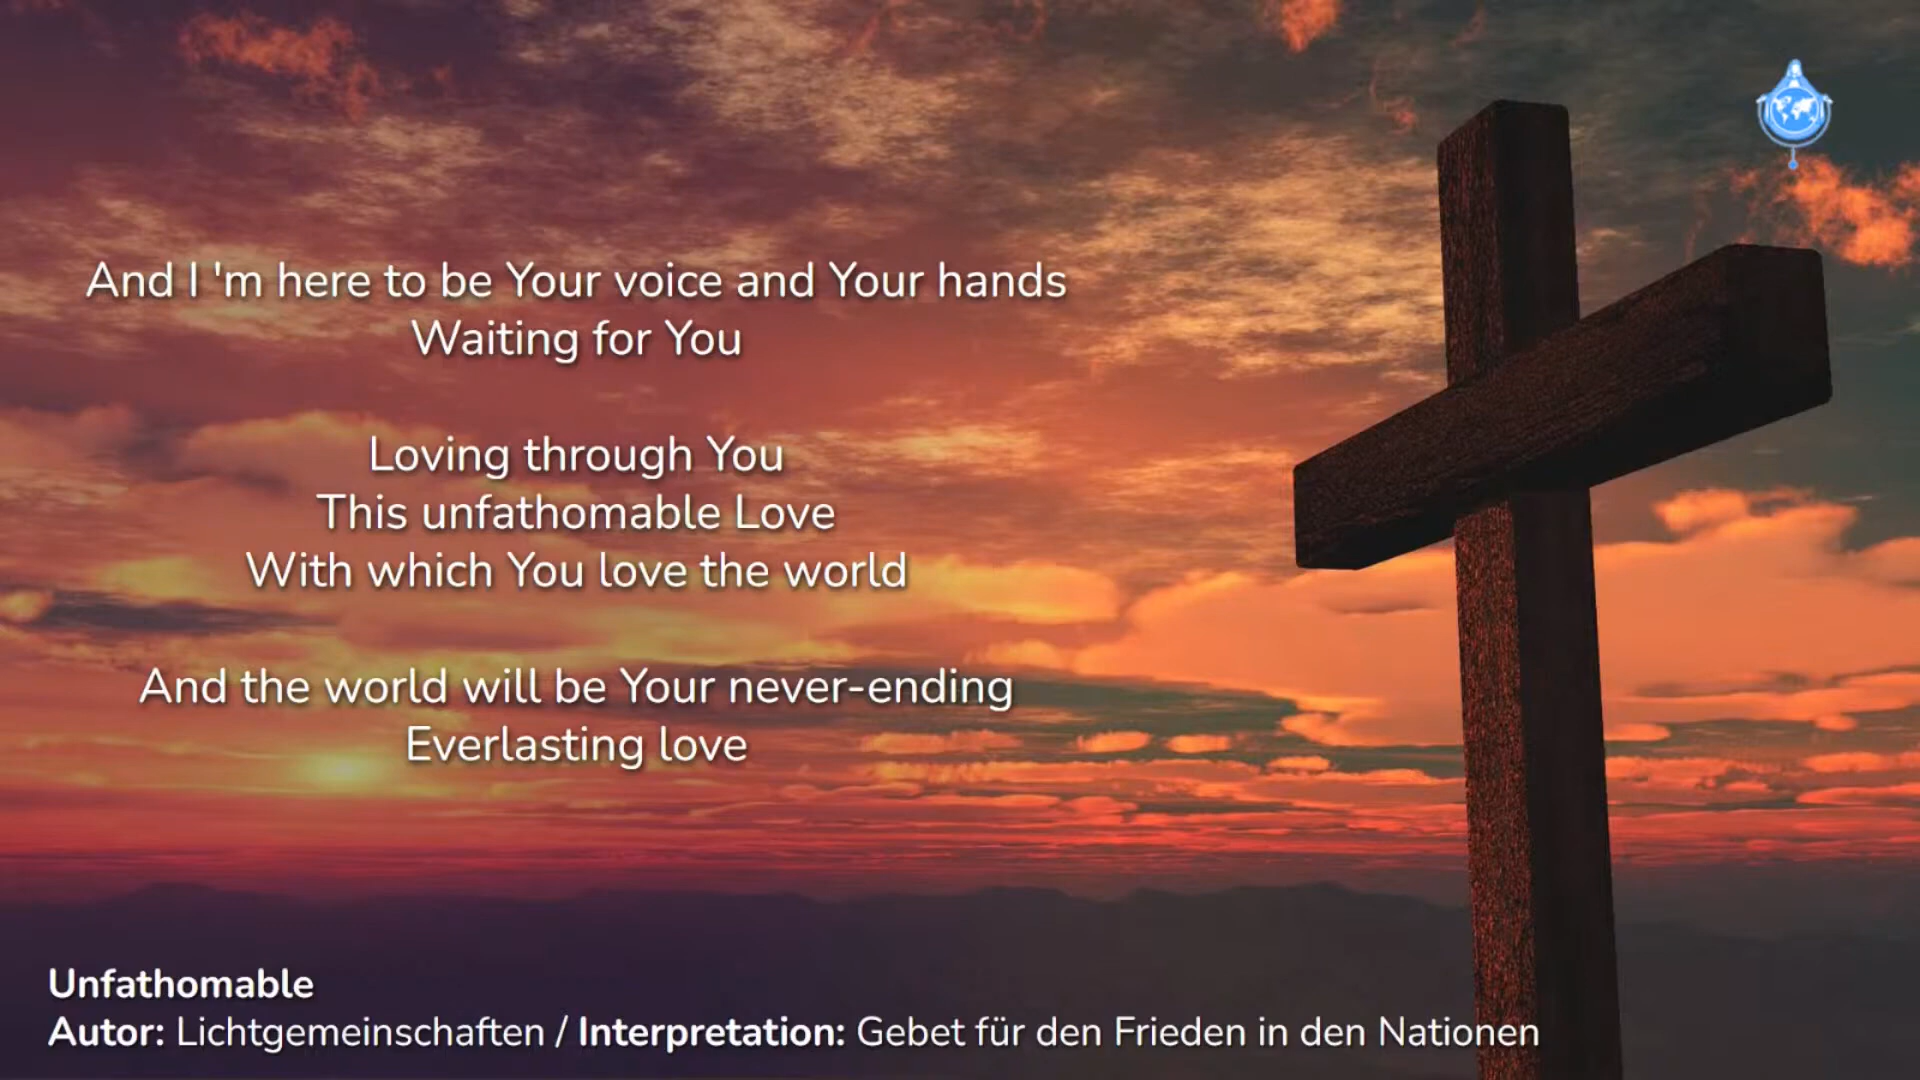 And I 'm here to be Your voice and Your hands
Waiting for You
Loving through You
This unfathomable Love
With which You love the world
And the world will be Your never-ending
Everlasting love
Unfathomable
Autor: Lichtgemeinschaften / Interpretation: Gebet für den Frieden in den Nationen